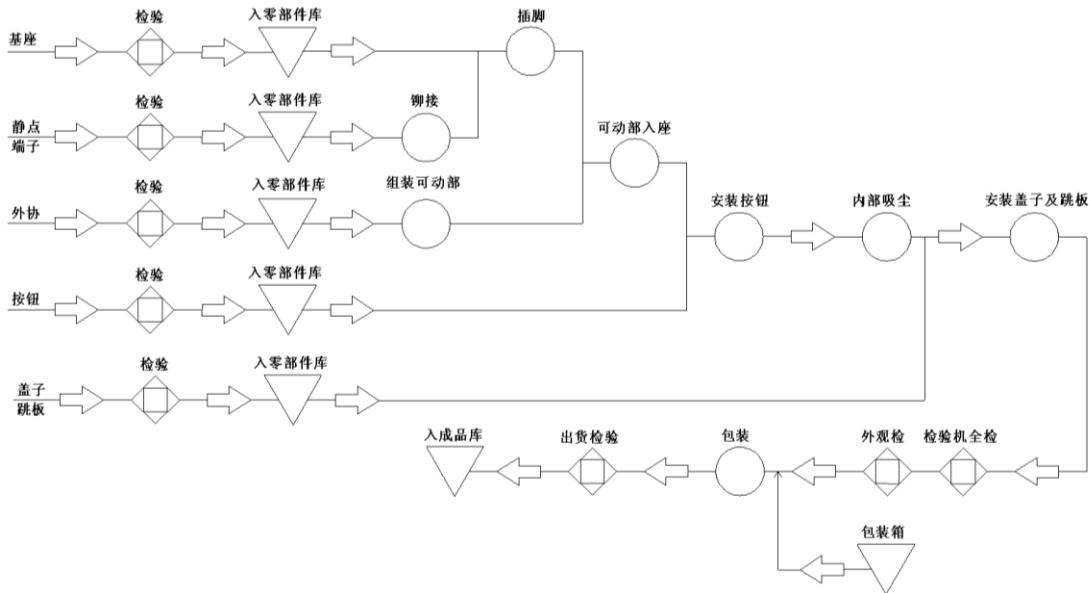 基座
检验
入零部件库
插脚
静点
端子
检验
入零部件库
铆接
可动部入座
外协
检验
入零部件库
组装可动部
安装按钮
内部吸尘
安装盖子及跳板
按钮
检验
入零部件库
盖子
跳板
检验
入零部件库
入成品库
出货检验
包装
外观检
检验机全检
包装箱